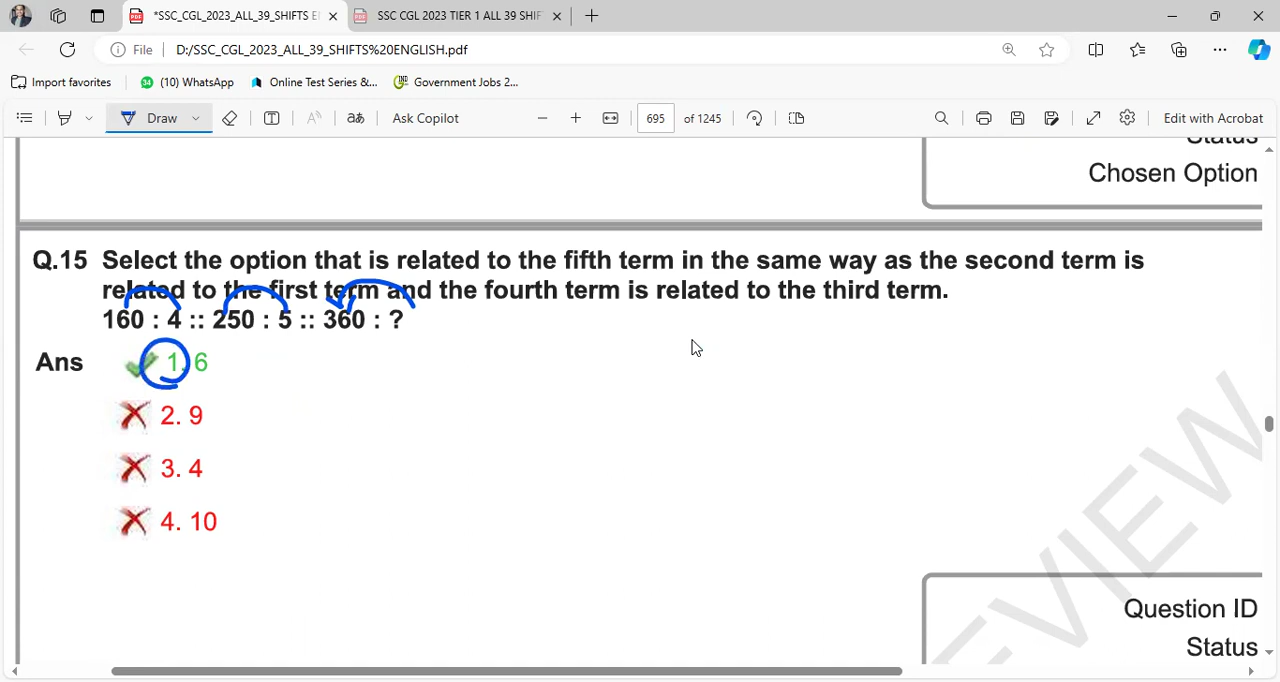 *SSC_CGL_2023_ALL_39_SHIFTS E
SSC CGL 2023 TIER 1 ALL 39 SHIF
File
D:/SSC_CGL_2023_ALL_39_SHIFTS%20ENGLISH.pdf
Import favorites
34
(10) WhatsApp
Online Test Series &...
Government Jobs 2...
Draw
Ask Copilot
695
of 1245
Edit with Acrobat
Status
Chosen Option
Q.15 Select the option that is related to the fifth term in the same way as the second term is
related to the first term and the fourth term is related to the third term.
160 : 4 :: 250 : 5 :: 360 : ?
Ans
1. 6
2. 9
3. 4
4. 10
EVIEW
Question ID
Status